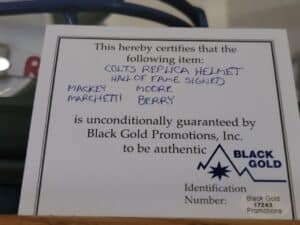 This hereby certifies that the
following item:
COLTS REPLICA HELMET
HALL OF FAME SIGNED
MACKEY MOORE
MARCHETTI BERRY
is unconditionally guaranteed by
Black Gold Promotions, Inc.
to be authentic
BLACK
GOLD
Identification
Number:
Black Gold
17243
Promotions